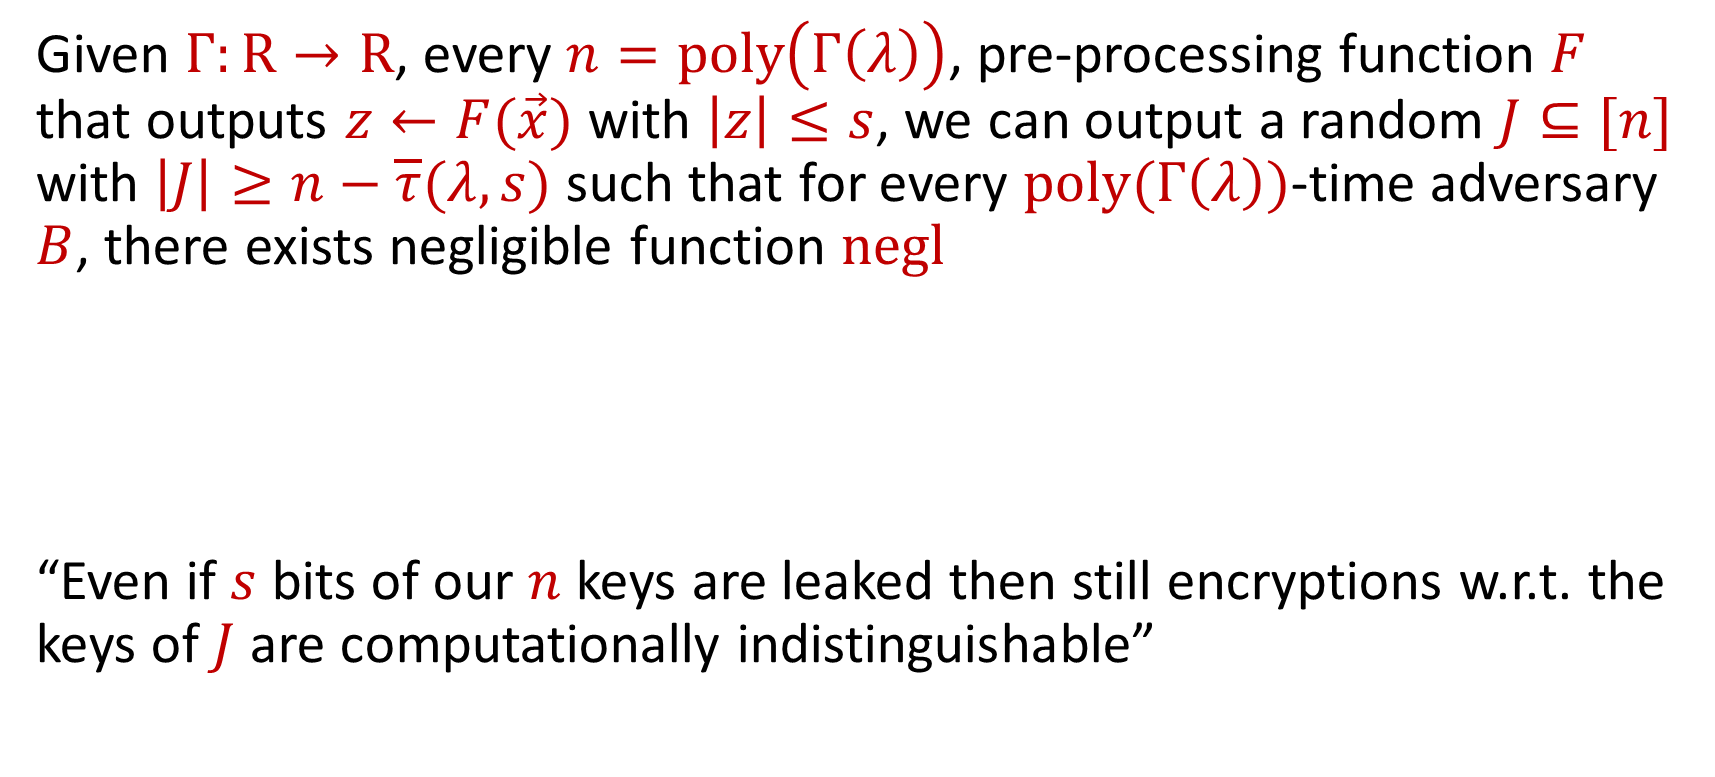 Given Γ: R → R, every n = poly(Γ(λ)), pre-processing function F
that outputs z ← F(x⃗) with |z| ≤ s, we can output a random J ⊆ [n]
with |J| ≥ n − τ̅(λ, s) such that for every poly(Γ(λ))-time adversary
B, there exists negligible function negl
“Even if s bits of our n keys are leaked then still encryptions w.r.t. the
keys of J are computationally indistinguishable”